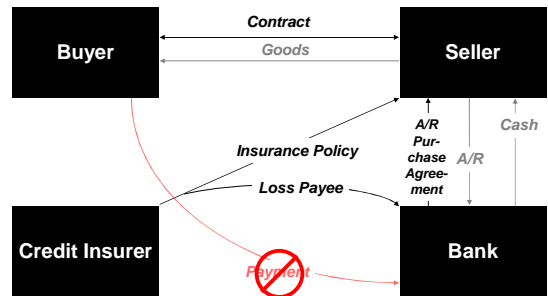 Contract
Buyer
Seller
Goods
A/R
Pur-
chase
Agree-
ment
A/R
Cash
Insurance Policy
Loss Payee
Credit Insurer
Bank
Payment